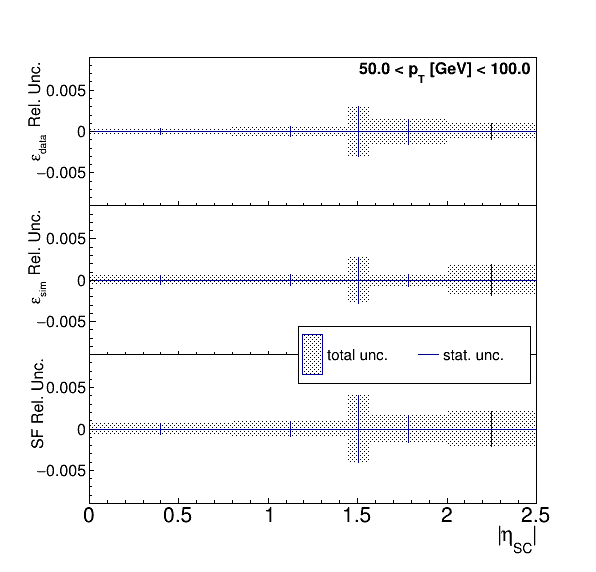 50.0 < p_T [GeV] < 100.0
ε_data Rel. Unc.
0.005
0
−0.005
ε_sim Rel. Unc.
0.005
0
−0.005
total unc.
stat. unc.
SF Rel. Unc.
0.005
0
−0.005
0 0.5 1 1.5 2 2.5
|η_SC|